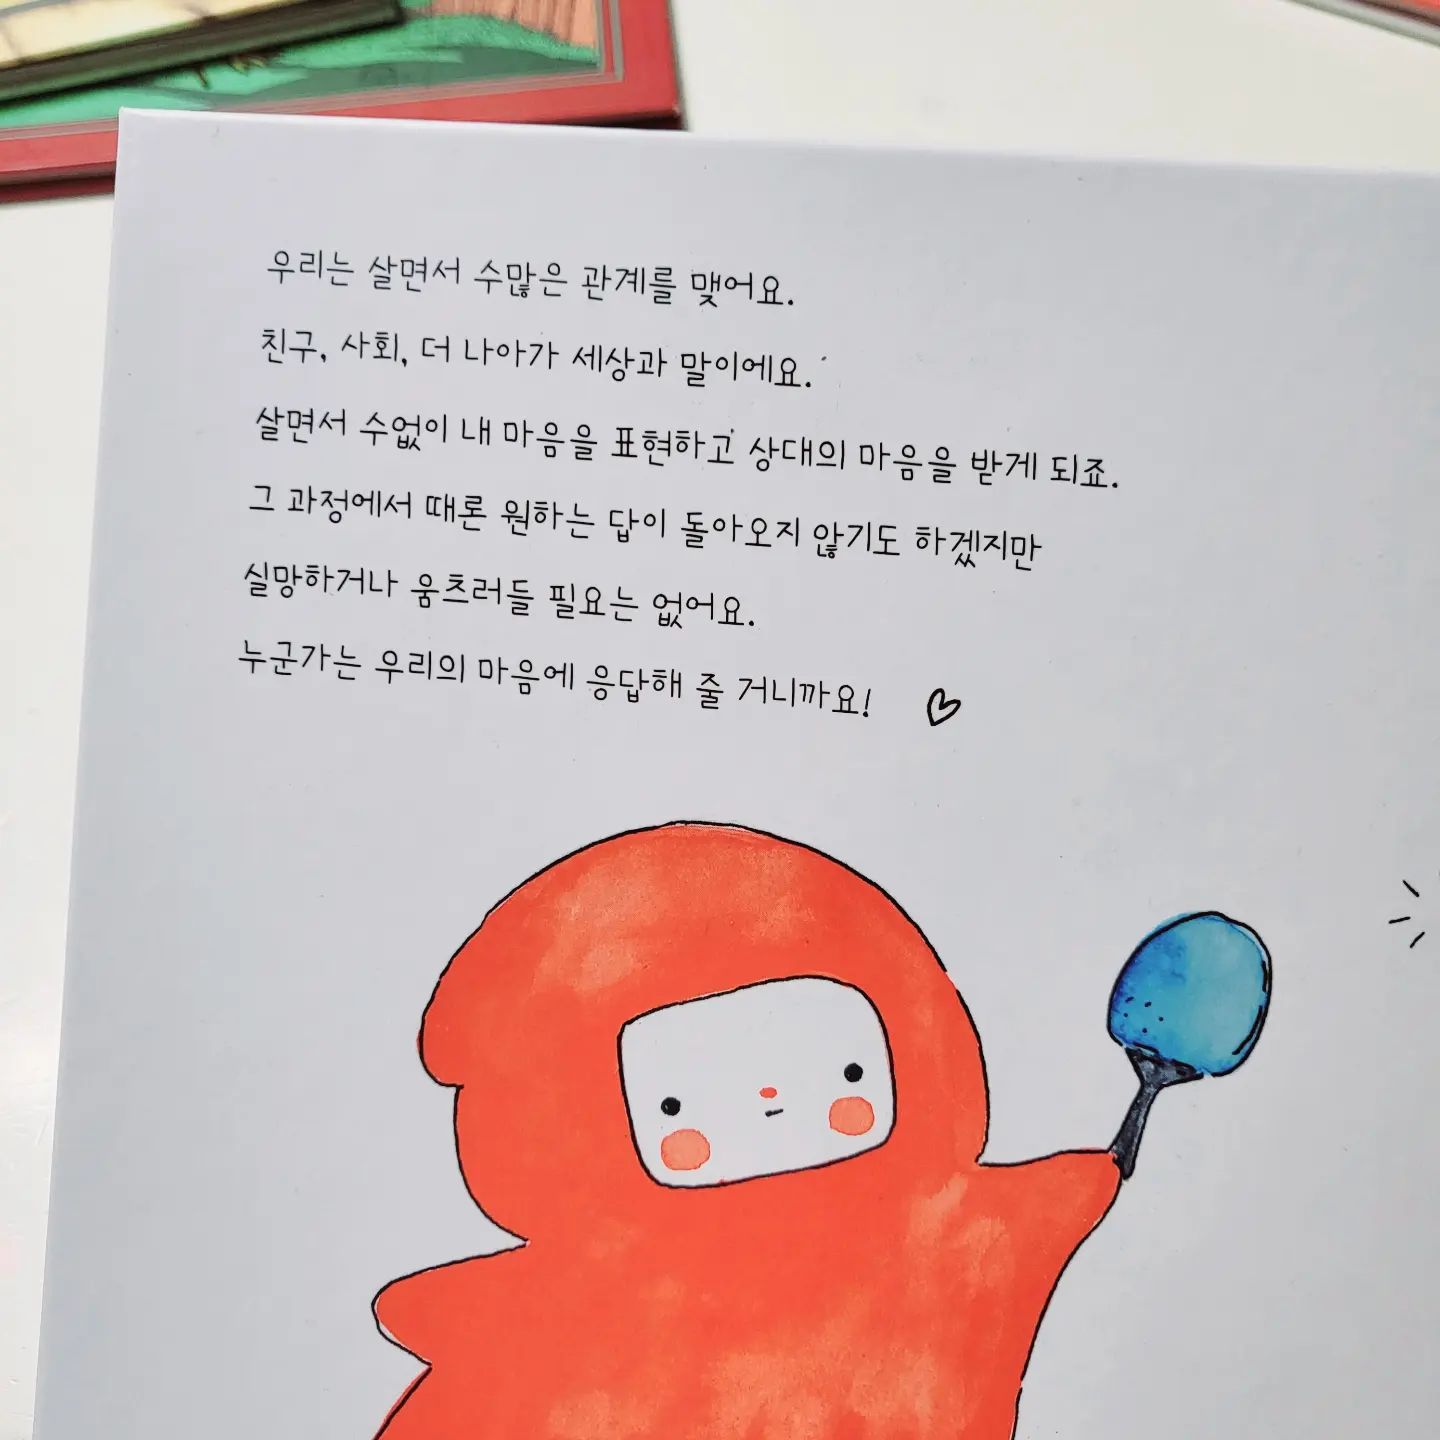 우리는 살면서 수많은 관계를 맺어요.
친구, 사회, 더 나아가 세상과 말이에요.
살면서 수없이 내 마음을 표현하고 상대의 마음을 받게 되죠.
그 과정에서 때론 원하는 답이 돌아오지 않기도 하겠지만
실망하거나 움츠러들 필요는 없어요.
누군가는 우리의 마음에 응답해 줄 거니까요!